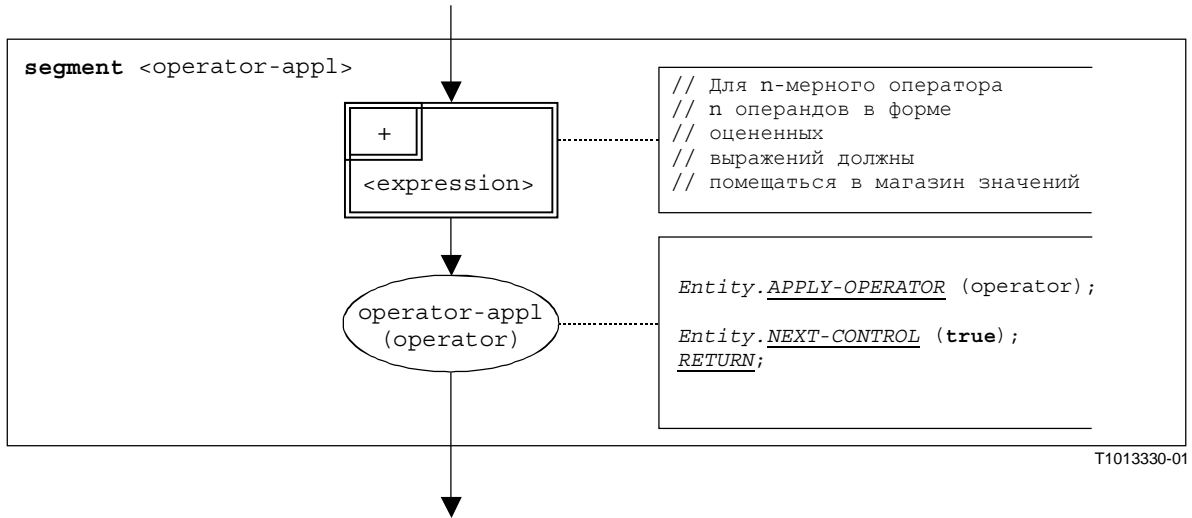 segment <operator-appl>
+
<expression>
// Для n-мерного оператора
// n операндов в форме
// оцененных
// выражений должны
// помещаться в магазин значений
operator-appl
(operator)
Entity.APPLY-OPERATOR (operator);
Entity.NEXT-CONTROL (true);
RETURN;
T1013330-01